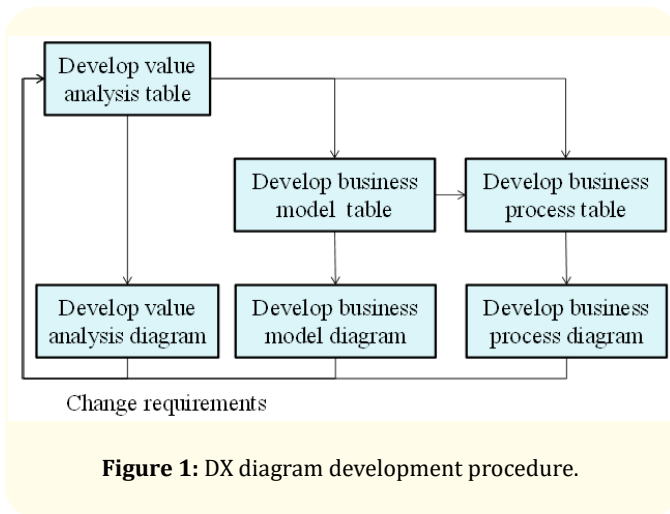 Develop value
analysis table
Develop business
model table
Develop business
process table
Develop value
analysis diagram
Develop business
model diagram
Develop business
process diagram
Change requirements
Figure 1: DX diagram development procedure.